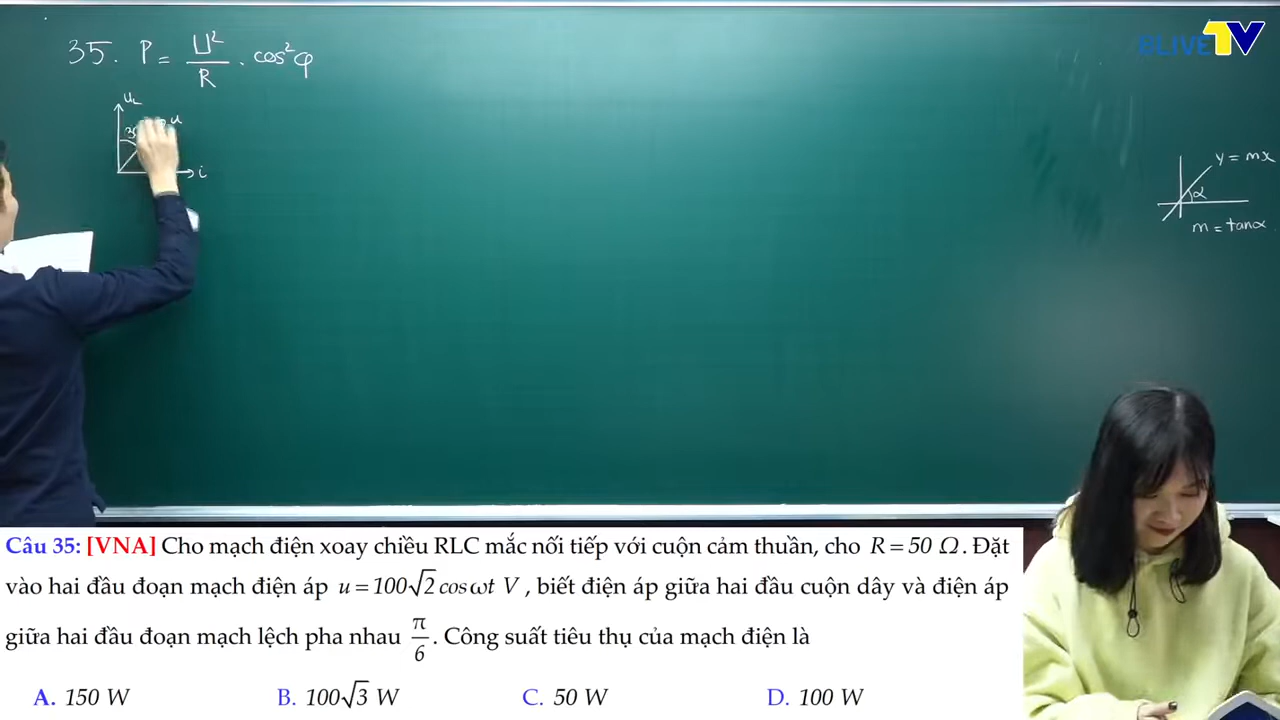 BLIVE TV
35. P = U²/R . cos²φ
u_L
u
i
y = mx
α
m = tanα
Câu 35: [VNA] Cho mạch điện xoay chiều RLC mắc nối tiếp với cuộn cảm thuần, cho R = 50 Ω. Đặt
vào hai đầu đoạn mạch điện áp u = 100√2 cos ωt V, biết điện áp giữa hai đầu cuộn dây và điện áp
giữa hai đầu đoạn mạch lệch pha nhau π/6. Công suất tiêu thụ của mạch điện là
A. 150 W B. 100√3 W C. 50 W D. 100 W